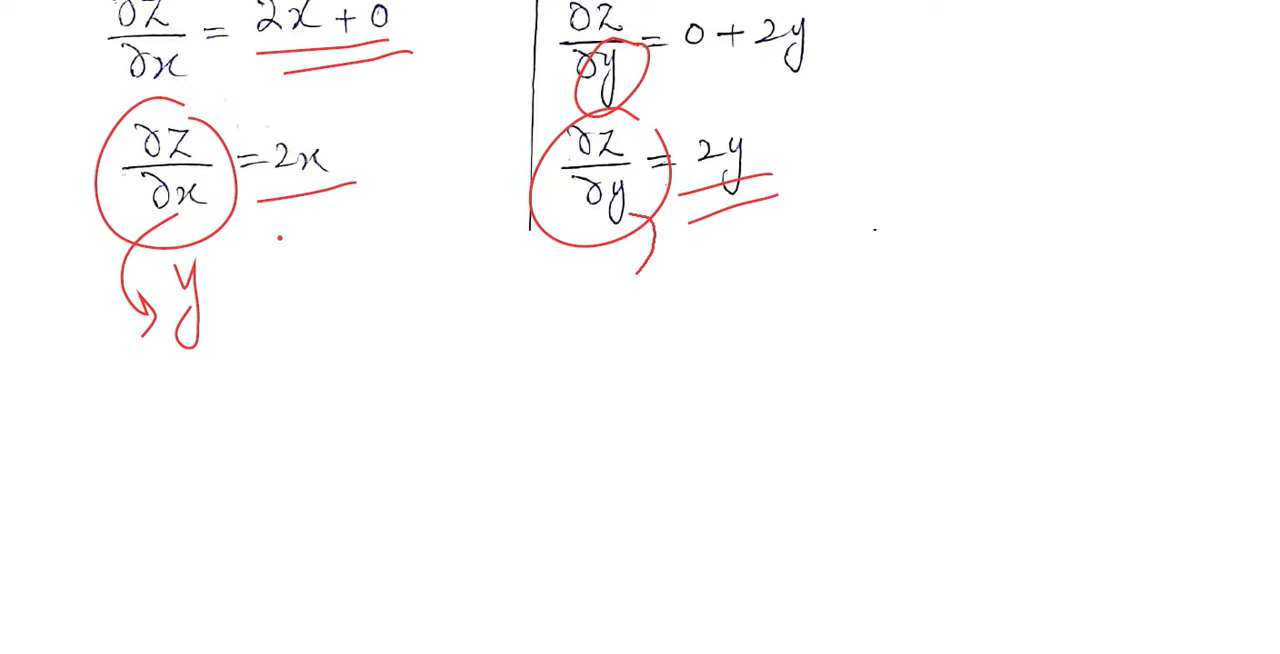 ∂z/∂x = 2x + 0
∂z/∂x = 2x
y
∂z/∂y = 0 + 2y
∂z/∂y = 2y